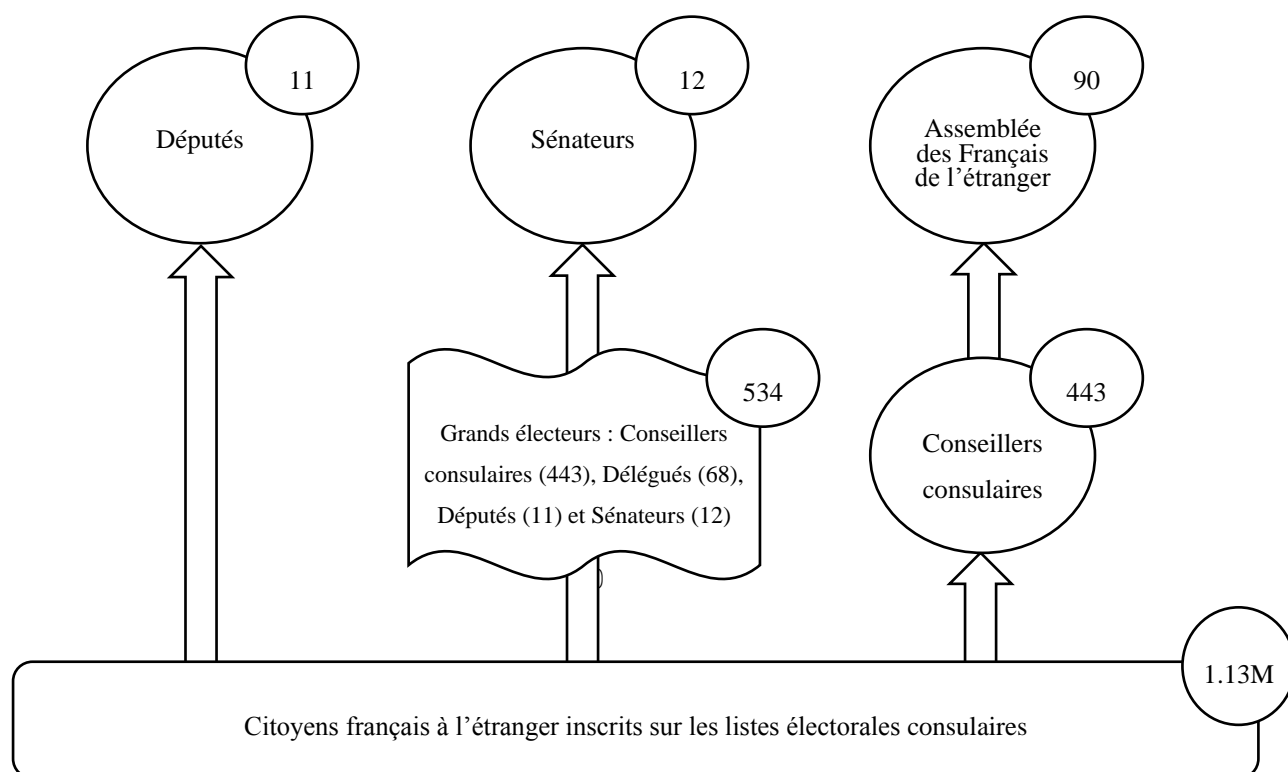 11
Députés
12
Sénateurs
90
Assemblée
des Français
de l’étranger
534
Grands électeurs : Conseillers
consulaires (443), Délégués (68),
Députés (11) et Sénateurs (12)
443
Conseillers
consulaires
1.13M
Citoyens français à l’étranger inscrits sur les listes électorales consulaires